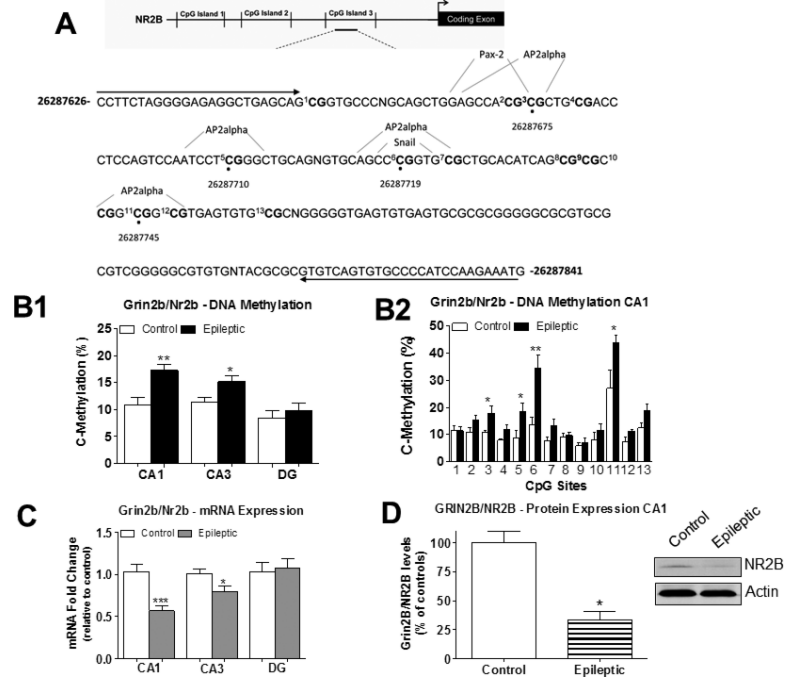 A
NR2B
CpG Island 1
CpG Island 2
CpG Island 3
Coding Exon
Pax-2
AP2alpha
26287626- CCTTCTAGGGGAGAGGCTGAGCAG¹CGGTGCCCNGCAGCTGGAGCCA²CG³CGCTG⁴CGACC
26287675
AP2alpha
AP2alpha
Snail
CTCCAGTCCAATCCT⁵CGGGCTGCAGNGTGCAGCC⁶CGGTG⁷CGCTGCACATCAG⁸CG⁹CGC¹⁰
26287710
26287719
AP2alpha
CGG¹¹CGG¹²CGTGAGTGTG¹³CGCNGGGGGTGAGTGTGAGTGCGCGCGGGGGCGCGTGCG
26287745
CGTCGGGGGCGTGTGNTACGCGCGTGTCAGTGTGCCCCATCCAAGAAATG -26287841
B1
Grin2b/Nr2b - DNA Methylation
Control
Epileptic
C-Methylation (%)
25
20
15
10
5
0
**
*
CA1
CA3
DG
B2
Grin2b/Nr2b - DNA Methylation CA1
Control
Epileptic
C-Methylation (%)
50
40
30
20
10
0
*
*
**
*
1 2 3 4 5 6 7 8 9 10 11 12 13
CpG Sites
C
Grin2b/Nr2b - mRNA Expression
Control
Epileptic
mRNA Fold Change
(relative to control)
1.5
1.0
0.5
0.0
***
*
CA1
CA3
DG
D
GRIN2B/NR2B - Protein Expression CA1
Grin2B/NR2B levels
(% of controls)
100
75
50
25
0
*
Control
Epileptic
Control
Epileptic
NR2B
Actin